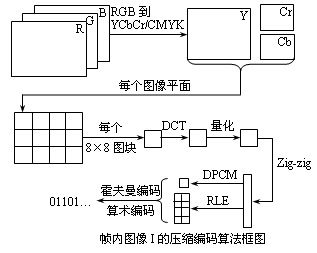 R
G
B
RGB 到
YCbCr/CMYK
Y
Cr
Cb
每个图像平面
每个
8×8 图块
DCT
量化
Zig-zig
DPCM
RLE
霍夫曼编码
算术编码
01101…
帧内图像 I 的压缩编码算法框图